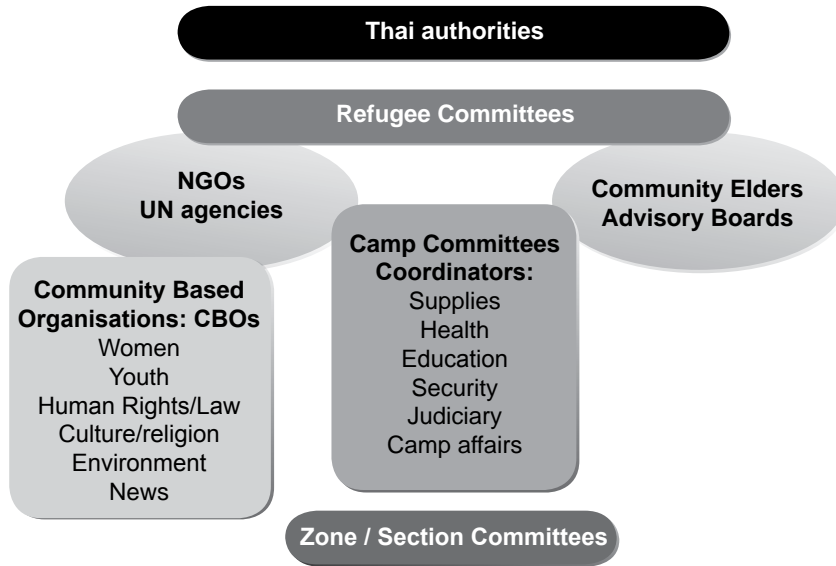 Thai authorities
Refugee Committees
NGOs
UN agencies
Community Elders
Advisory Boards
Camp Committees
Coordinators:
Supplies
Health
Education
Security
Judiciary
Camp affairs
Community Based
Organisations: CBOs
Women
Youth
Human Rights/Law
Culture/religion
Environment
News
Zone / Section Committees